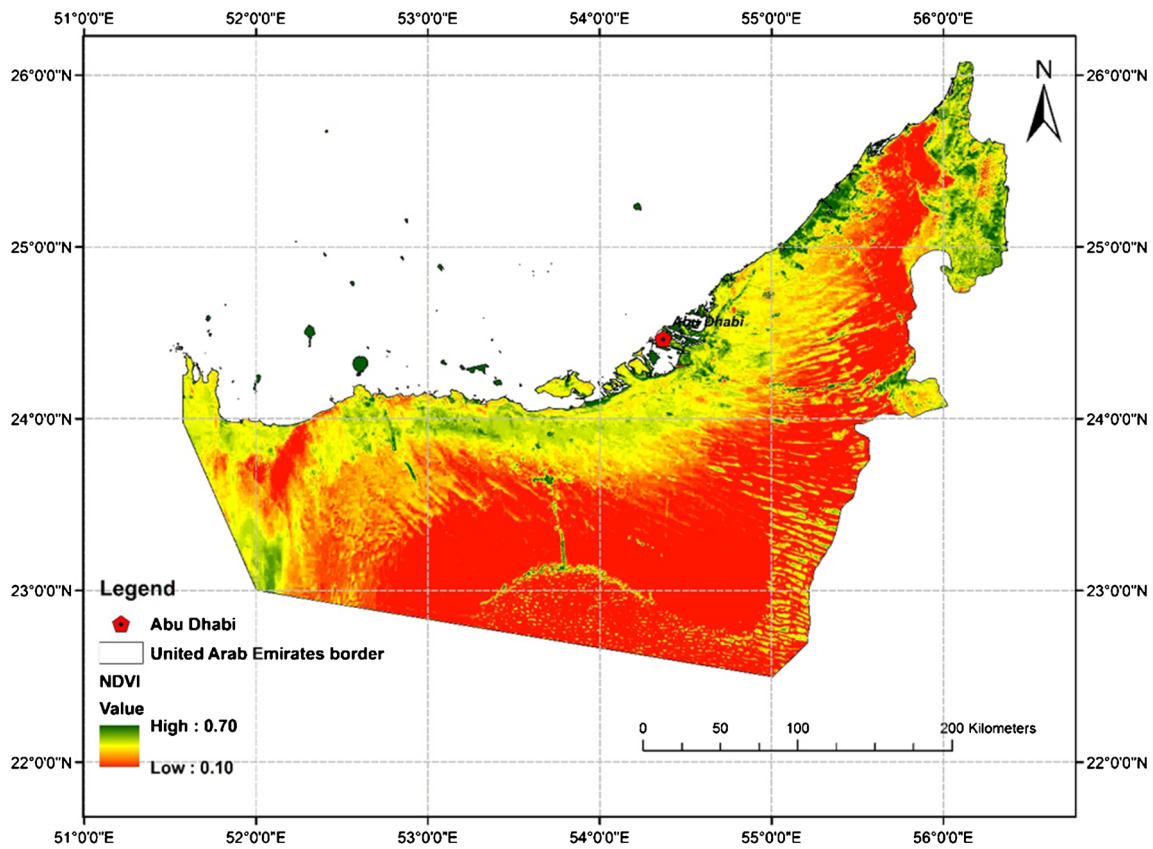 51°0'0"E 52°0'0"E 53°0'0"E 54°0'0"E 55°0'0"E 56°0'0"E
26°0'0"N 26°0'0"N
N
25°0'0"N 25°0'0"N
Abu Dhabi
24°0'0"N 24°0'0"N
23°0'0"N 23°0'0"N
Legend
Abu Dhabi
United Arab Emirates border
NDVI
Value
High : 0.70
Low : 0.10
0 50 100 200 Kilometers
22°0'0"N 22°0'0"N
51°0'0"E 52°0'0"E 53°0'0"E 54°0'0"E 55°0'0"E 56°0'0"E